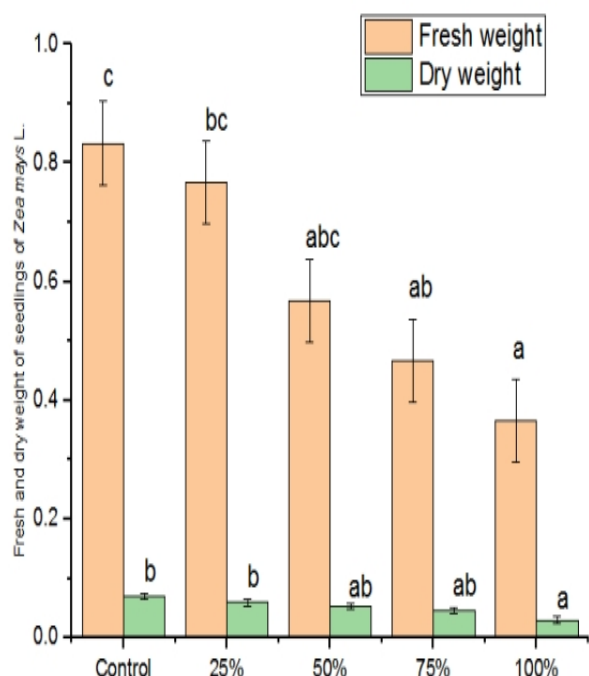 Fresh weight
Dry weight
Fresh and dry weight of seedlings of Zea mays L.
1.0
0.8
0.6
0.4
0.2
0.0
c
bc
abc
ab
a
b
b
ab
ab
a
Control
25%
50%
75%
100%